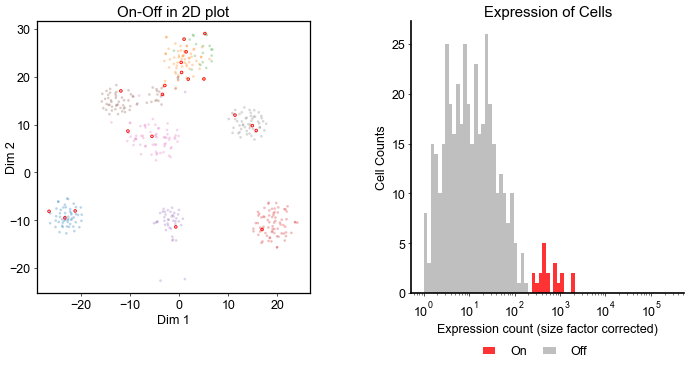 On-Off in 2D plot
30
20
10
0
−10
−20
Dim 2
−20
−10
0
10
20
Dim 1
Expression of Cells
25
20
15
10
5
0
Cell Counts
10^0
10^1
10^2
10^3
10^4
10^5
Expression count (size factor corrected)
On
Off